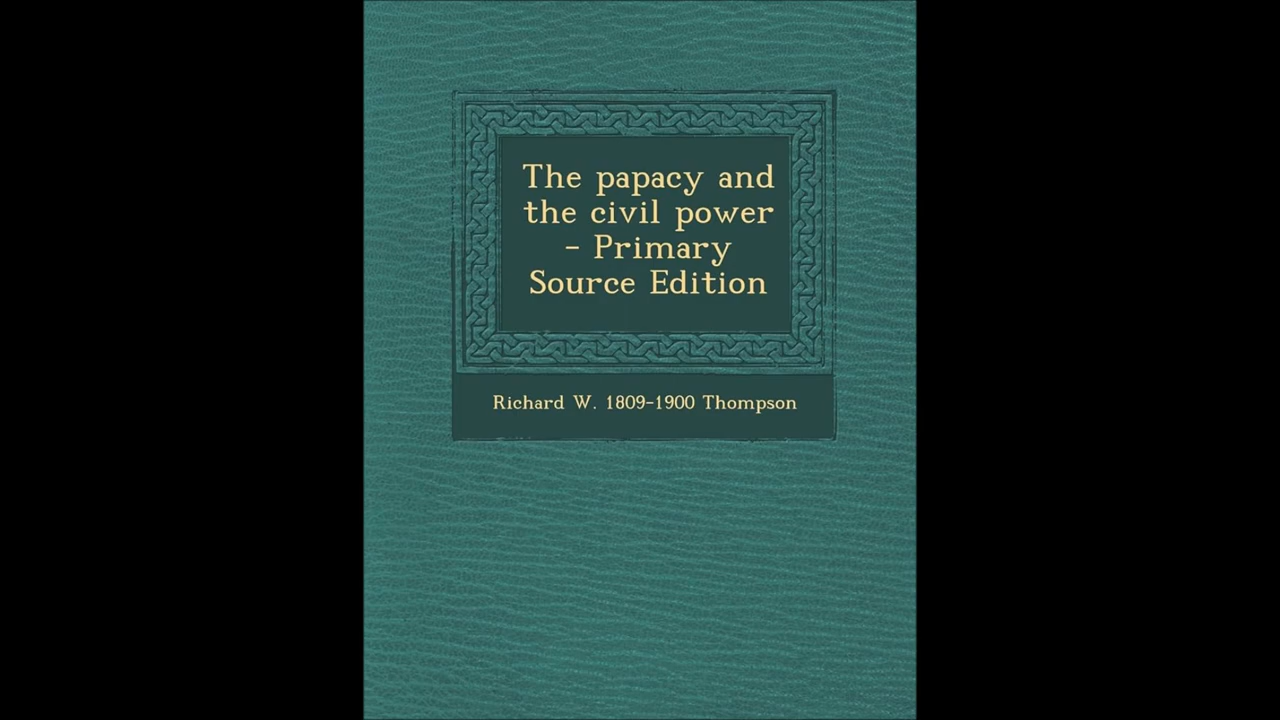 The papacy and
the civil power
- Primary
Source Edition
Richard W. 1809-1900 Thompson